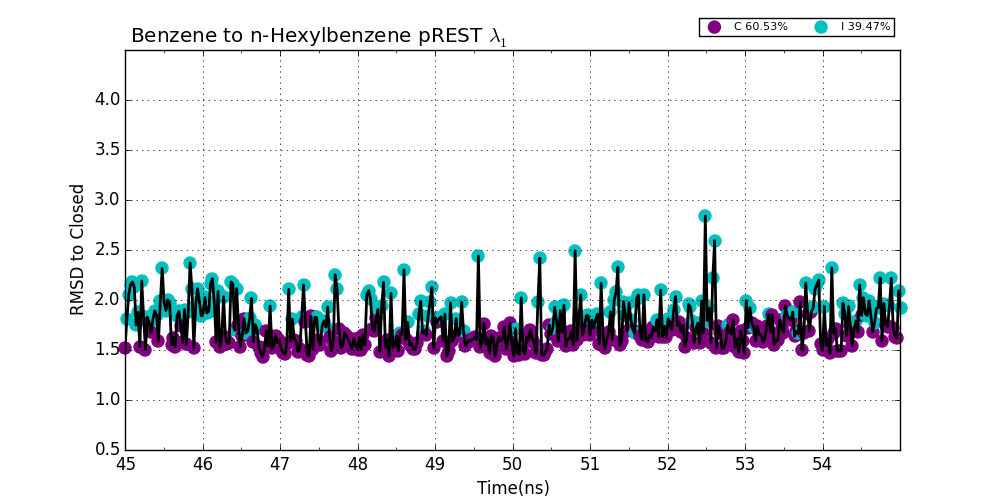 Benzene to n-Hexylbenzene pREST λ₁
C 60.53% I 39.47%
RMSD to Closed
4.0
3.5
3.0
2.5
2.0
1.5
1.0
0.5
45 46 47 48 49 50 51 52 53 54
Time(ns)